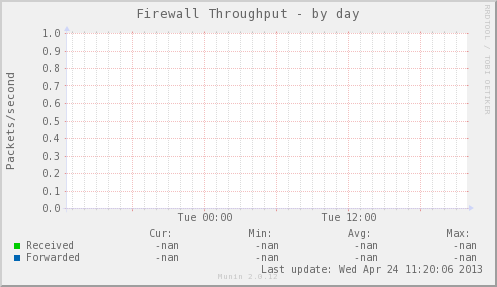 Firewall Throughput - by day
RRDTOOL / TOBI OETIKER
Packets/second
1.0
0.9
0.8
0.7
0.6
0.5
0.4
0.3
0.2
0.1
0.0
Tue 00:00 Tue 12:00
Cur: Min: Avg: Max:
Received -nan -nan -nan -nan
Forwarded -nan -nan -nan -nan
Last update: Wed Apr 24 11:20:06 2013
Munin 2.0.12